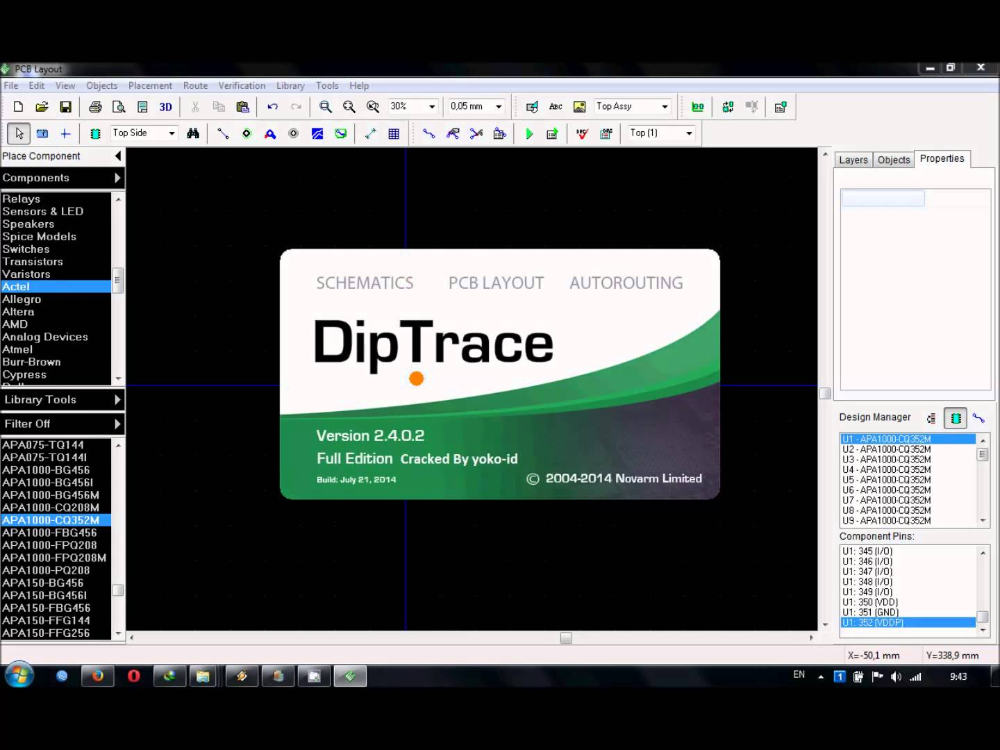 PCB Layout
File Edit View Objects Placement Route Verification Library Tools Help
3D 30% 0,05 mm ABC Top Assy
Top Side DRC DRC Top (1)
Place Component
Components
Relays
Sensors & LED
Speakers
Spice Models
Switches
Transistors
Varistors
Actel
Allegro
Altera
AMD
Analog Devices
Atmel
Burr-Brown
Cypress
Library Tools
Filter Off
APA075-TQ144
APA075-TQ144I
APA1000-BG456
APA1000-BG456I
APA1000-BG456M
APA1000-CQ208M
APA1000-CQ352M
APA1000-FBG456
APA1000-FPQ208
APA1000-FPQ208M
APA1000-PQ208
APA150-BG456
APA150-BG456I
APA150-FBG456
APA150-FFG144
APA150-FFG256
SCHEMATICS PCB LAYOUT AUTOROUTING
DipTrace
Version 2.4.0.2
Full Edition Cracked By yoko-id
Build: July 21, 2014
© 2004-2014 Novarm Limited
Layers Objects Properties
Design Manager
U1 - APA1000-CQ352M
U2 - APA1000-CQ352M
U3 - APA1000-CQ352M
U4 - APA1000-CQ352M
U5 - APA1000-CQ352M
U6 - APA1000-CQ352M
U7 - APA1000-CQ352M
U8 - APA1000-CQ352M
U9 - APA1000-CQ352M
Component Pins:
U1: 345 (I/O)
U1: 346 (I/O)
U1: 347 (I/O)
U1: 348 (I/O)
U1: 349 (I/O)
U1: 350 (VDD)
U1: 351 (GND)
U1: 352 (VDDP)
X=-50,1 mm Y=338,9 mm
EN 1 9:43